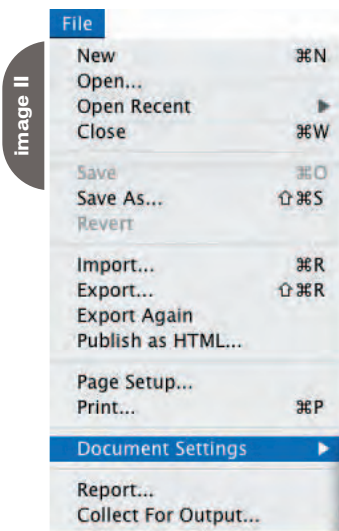 image II
File
New ⌘N
Open...
Open Recent ▶
Close ⌘W
Save ⌘O
Save As... ⇧⌘S
Revert
Import... ⌘R
Export... ⇧⌘R
Export Again
Publish as HTML...
Page Setup...
Print... ⌘P
Document Settings ▶
Report...
Collect For Output...